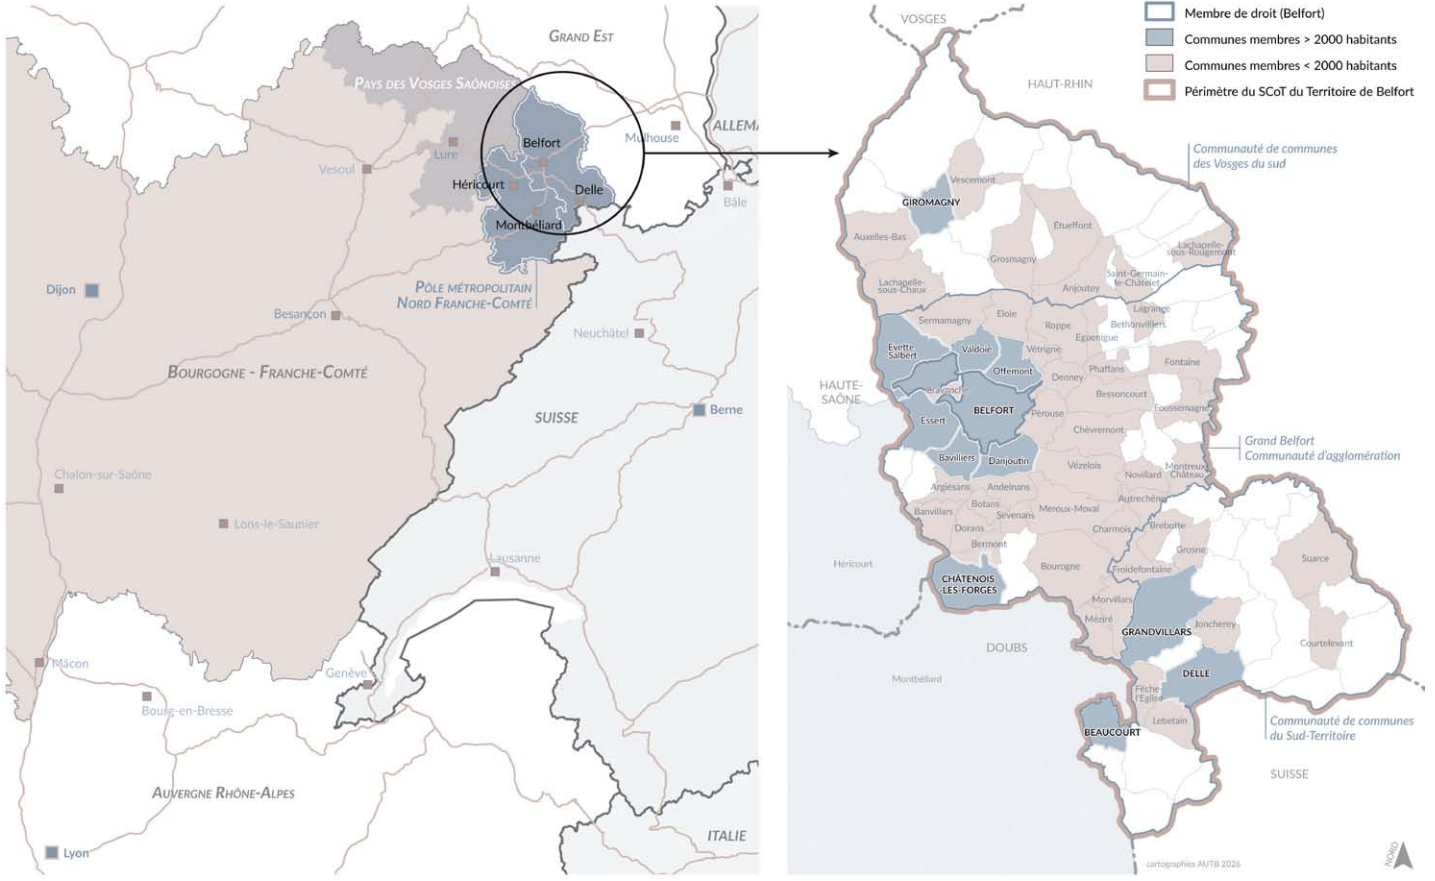 GRAND EST
PAYS DES VOSGES SAÔNOISES
ALLEMA
Mulhouse
Belfort
Lure
Vesoul
Héricourt
Delle
Bâle
Montbéliard
PÔLE MÉTROPOLITAIN
NORD FRANCHE-COMTÉ
Dijon
Besançon
Neuchâtel
BOURGOGNE - FRANCHE-COMTÉ
SUISSE
Berne
Chalon-sur-Saône
Lons-le-Saunier
Lausanne
Mâcon
Genève
Bourg-en-Bresse
AUVERGNE RHÔNE-ALPES
ITALIE
Lyon
Membre de droit (Belfort)
Communes membres > 2000 habitants
Communes membres < 2000 habitants
Périmètre du SCoT du Territoire de Belfort
VOSGES
HAUT-RHIN
Communauté de communes
des Vosges du sud
Vescemont
GIROMAGNY
Auxelles-Bas
Étueffont
Lachapelle-
sous-Rougemont
Grosmagny
Saint-Germain-
le-Châtelet
Lachapelle-
sous-Chaux
Anjoutey
Sermamagny
Eloie
Lagrange
Roppe
Bethonvilliers
Eguenigue
Evette
-Salbert
Valdoie
Vétrigne
Offemont
Phaffans
Fontaine
Denney
HAUTE-
SAÔNE
Cravanche
Bessoncourt
Foussemagne
BELFORT
Pérouse
Essert
Chèvremont
Grand Belfort
Communauté d'agglomération
Bavilliers
Danjoutin
Vézelois
Montreux-
Château
Novillard
Argiésans
Andelnans
Autrechêne
Banvillars
Botans
Sevenans
Meroux-Moval
Dorans
Charmois
Brebotte
Bermont
Grosne
Suarce
Héricourt
Bourogne
Froidefontaine
CHÂTENOIS
-LES-FORGES
Morvillars
Méziré
GRANDVILLARS
Joncherey
Courtelevant
DOUBS
Montbéliard
DELLE
Fêche-
l'Eglise
Lebetain
BEAUCOURT
Communauté de communes
du Sud-Territoire
SUISSE
cartographies AUTB 2026
NORD